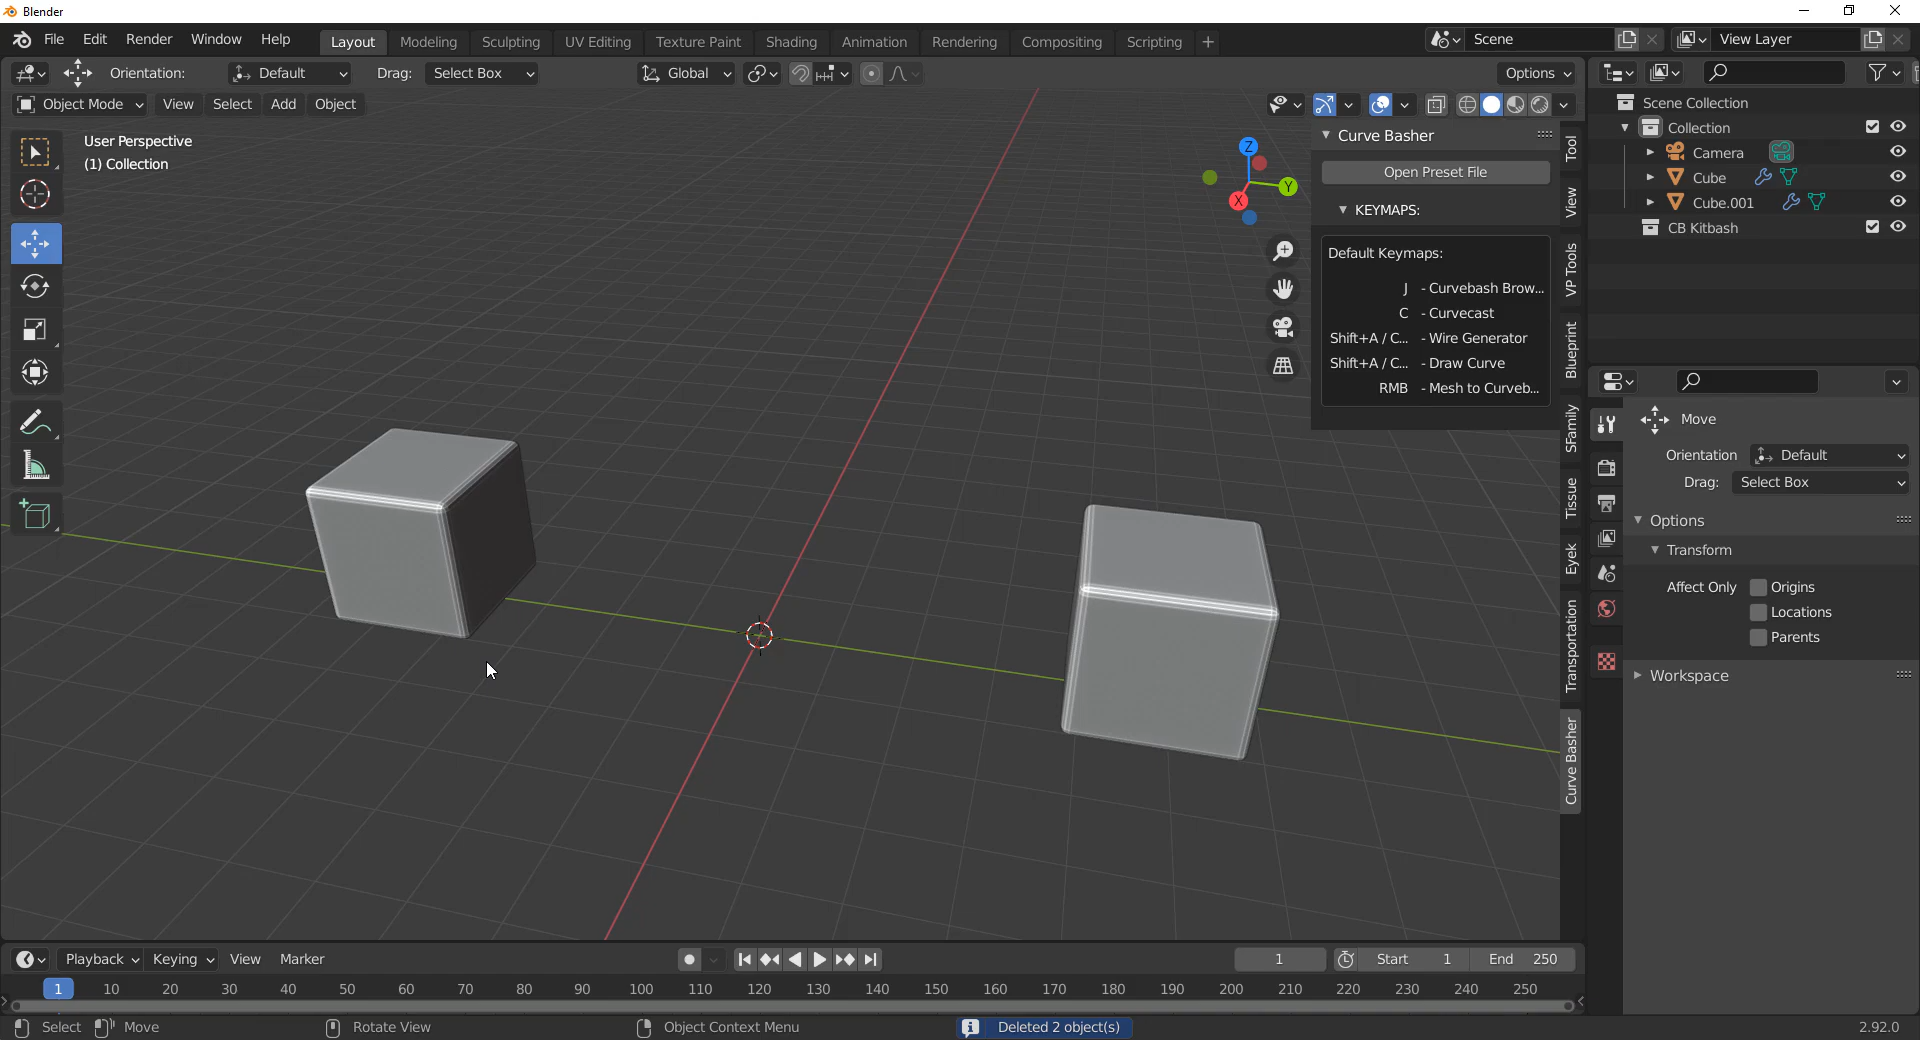 Blender
File Edit Render Window Help Layout Modeling Sculpting UV Editing Texture Paint Shading Animation Rendering Compositing Scripting + Scene View Layer
Orientation: Default Drag: Select Box Global Options
Object Mode View Select Add Object
User Perspective
(1) Collection
Z
Y
X
Curve Basher
Open Preset File
KEYMAPS:
Default Keymaps:
J - Curvebash Brow...
C - Curvecast
Shift+A / C... - Wire Generator
Shift+A / C... - Draw Curve
RMB - Mesh to Curveb...
Tool
View
VP Tools
Blueprint
SFamily
Tissue
Eyek
Transportation
Curve Basher
Scene Collection
Collection
Camera
Cube
Cube.001
CB Kitbash
Move
Orientation Default
Drag: Select Box
Options
Transform
Affect Only Origins
Locations
Parents
Workspace
Playback Keying View Marker 1 Start 1 End 250
1 10 20 30 40 50 60 70 80 90 100 110 120 130 140 150 160 170 180 190 200 210 220 230 240 250
Select Move Rotate View Object Context Menu Deleted 2 object(s) 2.92.0